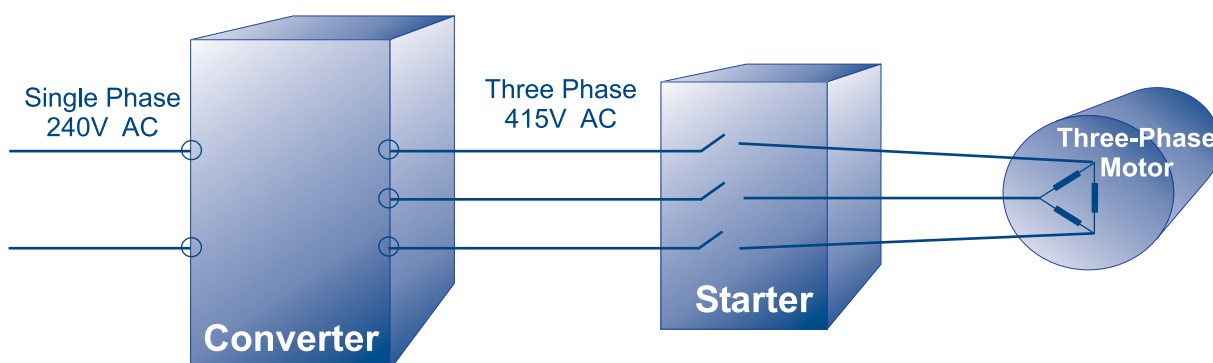 Single Phase
240V AC
Converter
Three Phase
415V AC
Starter
Three-Phase
Motor